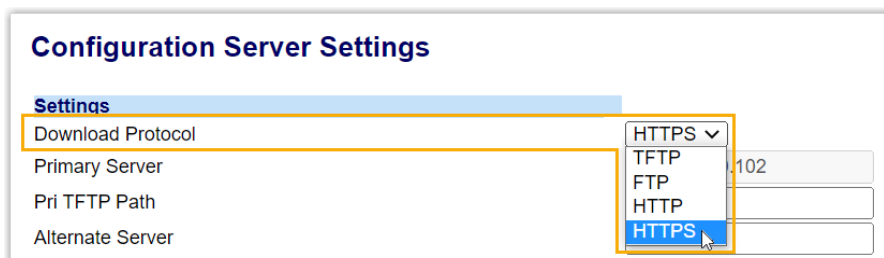 Configuration Server Settings
Settings
Download Protocol HTTPS
TFTP
Primary Server .102
FTP
Pri TFTP Path HTTP
Alternate Server HTTPS